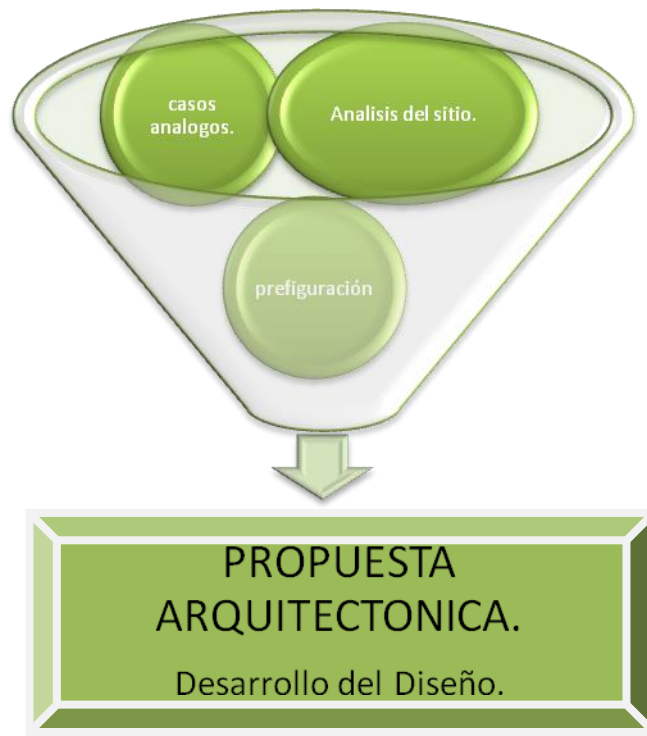 casos
analogos.
Analisis del sitio.
prefiguración
PROPUESTA
ARQUITECTONICA.
Desarrollo del Diseño.